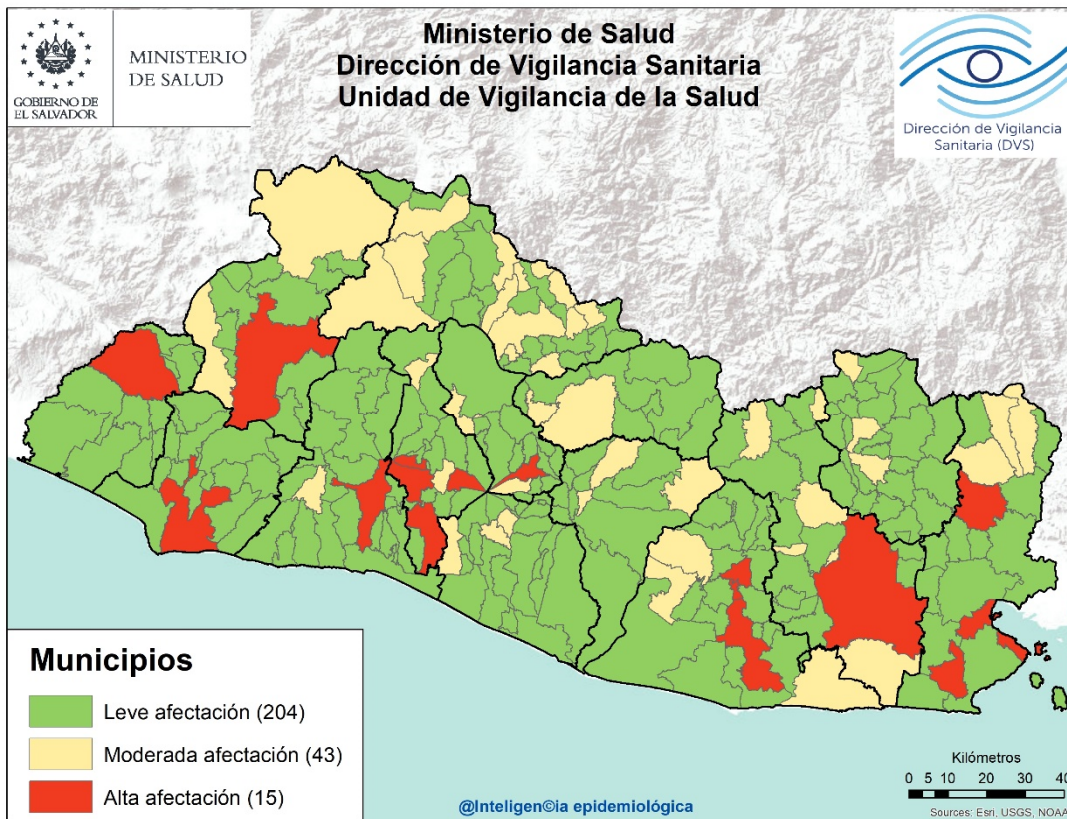 GOBIERNO DE
EL SALVADOR
MINISTERIO
DE SALUD
Ministerio de Salud
Dirección de Vigilancia Sanitaria
Unidad de Vigilancia de la Salud
Dirección de Vigilancia
Sanitaria (DVS)
Municipios
Leve afectación (204)
Moderada afectación (43)
Alta afectación (15)
@Inteligen©ia epidemiológica
Kilómetros
0 5 10 20 30 40
Sources: Esri, USGS, NOAA